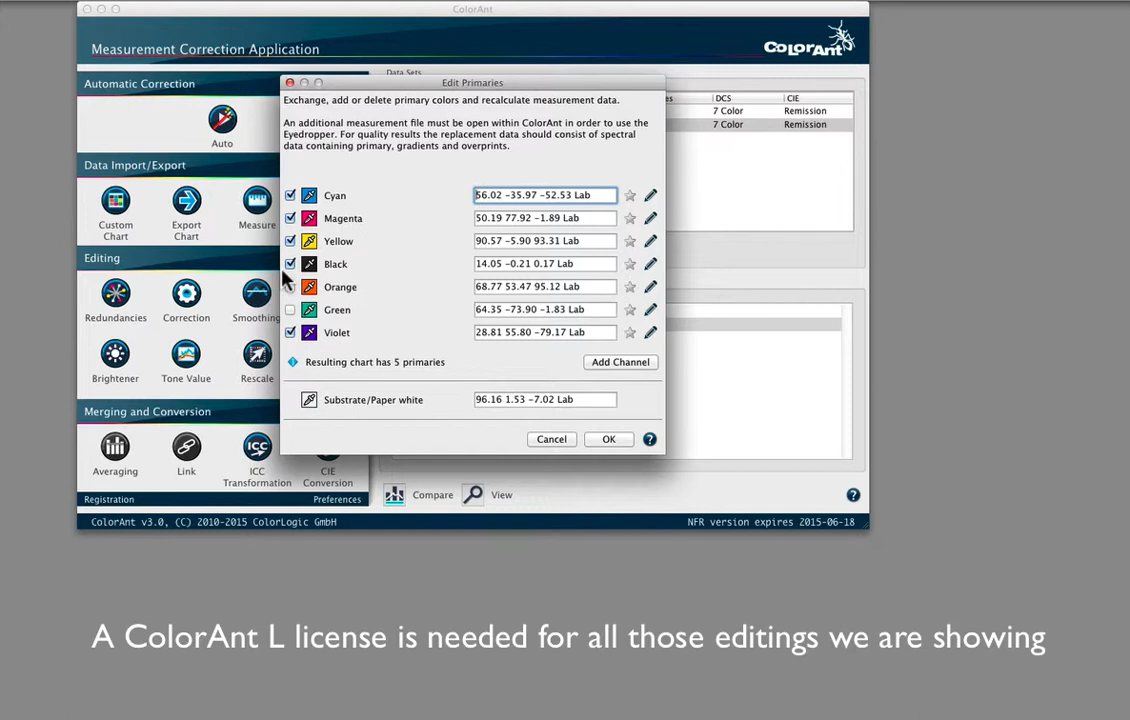 ColorAnt
Measurement Correction Application
COLORANT
Automatic Correction
Auto
Data Import/Export
Custom Chart
Export Chart
Measure
Editing
Redundancies
Correction
Smoothing
Brightener
Tone Value
Rescale
Merging and Conversion
Averaging
Link
ICC Transformation
CIE Conversion
Registration
Preferences
ColorAnt v3.0, (C) 2010-2015 ColorLogic GmbH
NFR version expires 2015-06-18
Data Sets
DCS
CIE
7 Color
Remission
7 Color
Remission
Compare
View
Edit Primaries
Exchange, add or delete primary colors and recalculate measurement data.
An additional measurement file must be open within ColorAnt in order to use the
Eyedropper. For quality results the replacement data should consist of spectral
data containing primary, gradients and overprints.
Cyan 56.02 -35.97 -52.53 Lab
Magenta 50.19 77.92 -1.89 Lab
Yellow 90.57 -5.90 93.31 Lab
Black 14.05 -0.21 0.17 Lab
Orange 68.77 53.47 95.12 Lab
Green 64.35 -73.90 -1.83 Lab
Violet 28.81 55.80 -79.17 Lab
Resulting chart has 5 primaries
Add Channel
Substrate/Paper white 96.16 1.53 -7.02 Lab
Cancel
OK
A ColorAnt L license is needed for all those editings we are showing